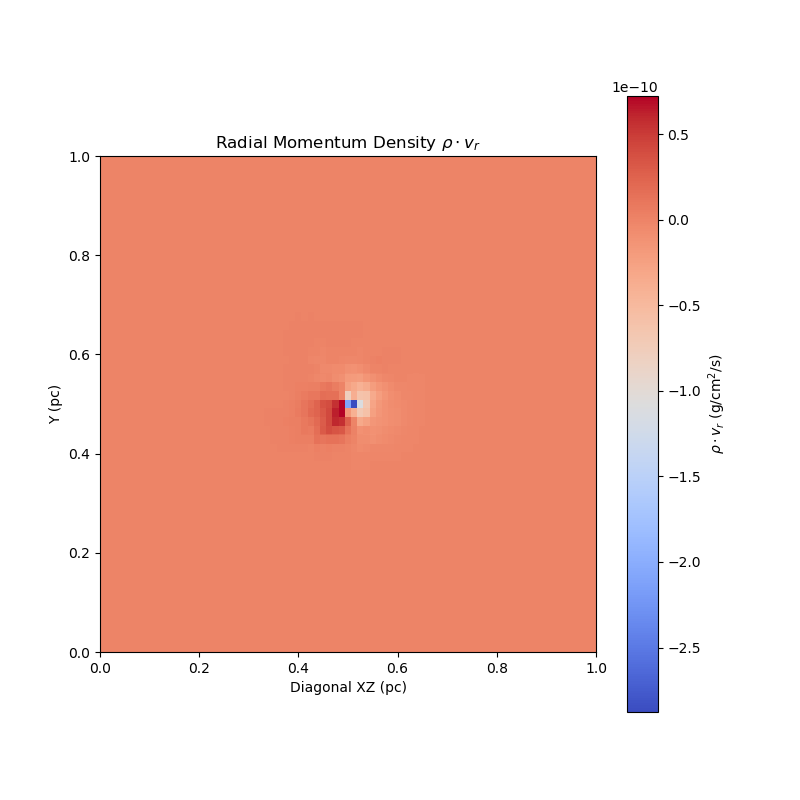 1e−10
Radial Momentum Density ρ · v_r
1.0
0.8
0.6
0.4
0.2
0.0
Y (pc)
0.0 0.2 0.4 0.6 0.8 1.0
Diagonal XZ (pc)
0.5
0.0
−0.5
−1.0
−1.5
−2.0
−2.5
ρ · v_r (g/cm²/s)